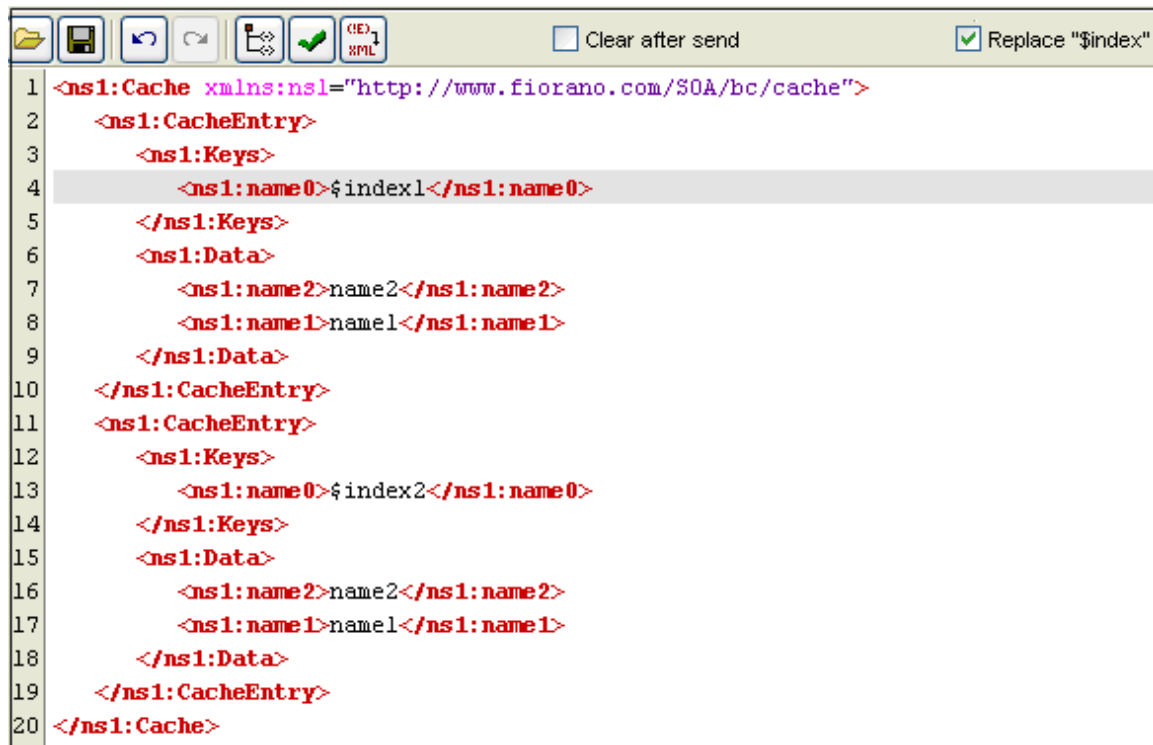 (!E) XML
Clear after send
Replace "$index"
1 <ns1:Cache xmlns:ns1="http://www.fiorano.com/SOA/bc/cache">
2 <ns1:CacheEntry>
3 <ns1:Keys>
4 <ns1:name0>$index1</ns1:name0>
5 </ns1:Keys>
6 <ns1:Data>
7 <ns1:name2>name2</ns1:name2>
8 <ns1:name1>name1</ns1:name1>
9 </ns1:Data>
10 </ns1:CacheEntry>
11 <ns1:CacheEntry>
12 <ns1:Keys>
13 <ns1:name0>$index2</ns1:name0>
14 </ns1:Keys>
15 <ns1:Data>
16 <ns1:name2>name2</ns1:name2>
17 <ns1:name1>name1</ns1:name1>
18 </ns1:Data>
19 </ns1:CacheEntry>
20 </ns1:Cache>